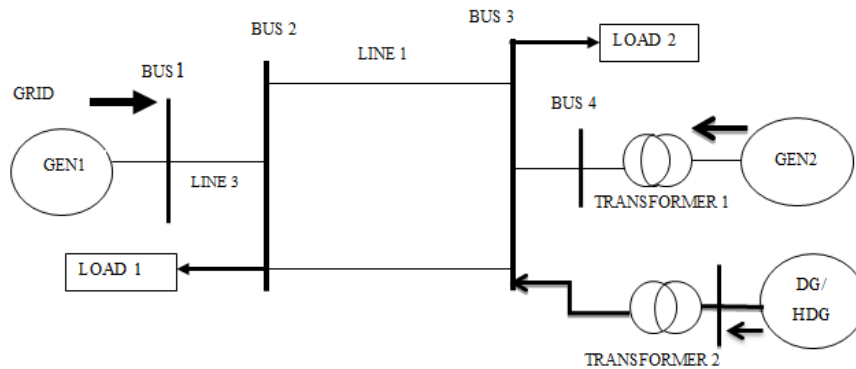 BUS 2
BUS 3
LOAD 2
LINE 1
BUS 1
GRID
BUS 4
GEN1
GEN2
LINE 3
TRANSFORMER 1
LOAD 1
DG/
HDG
TRANSFORMER 2